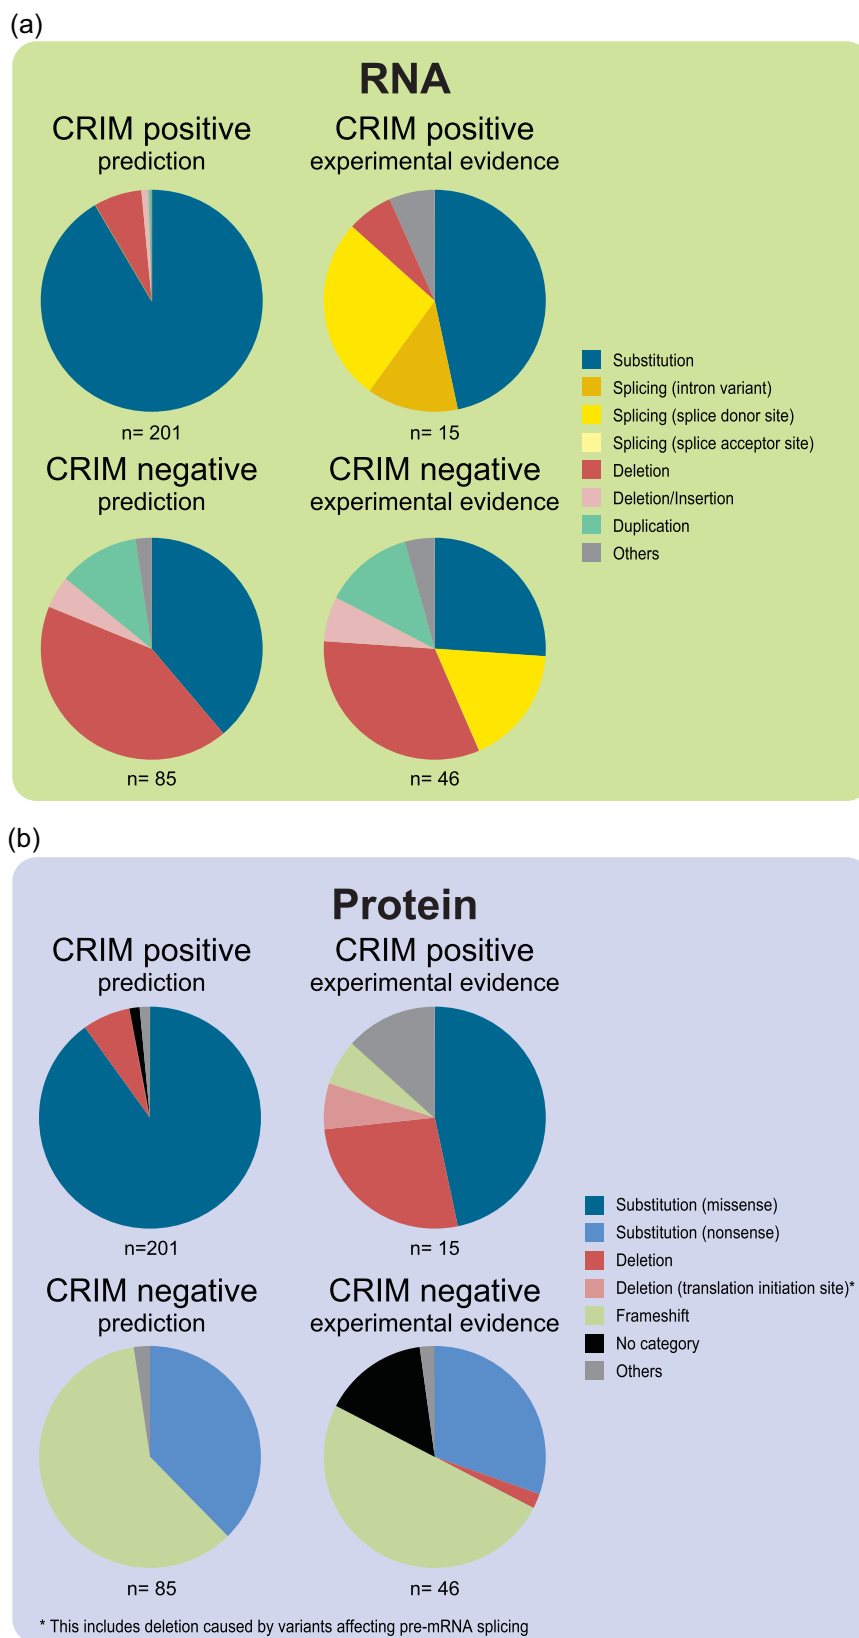 (a)
RNA
CRIM positive
prediction
CRIM positive
experimental evidence
n= 201
n= 15
CRIM negative
prediction
CRIM negative
experimental evidence
n= 85
n= 46
Substitution
Splicing (intron variant)
Splicing (splice donor site)
Splicing (splice acceptor site)
Deletion
Deletion/Insertion
Duplication
Others
(b)
Protein
CRIM positive
prediction
CRIM positive
experimental evidence
n=201
n= 15
CRIM negative
prediction
CRIM negative
experimental evidence
n= 85
n= 46
Substitution (missense)
Substitution (nonsense)
Deletion
Deletion (translation initiation site)*
Frameshift
No category
Others
* This includes deletion caused by variants affecting pre-mRNA splicing